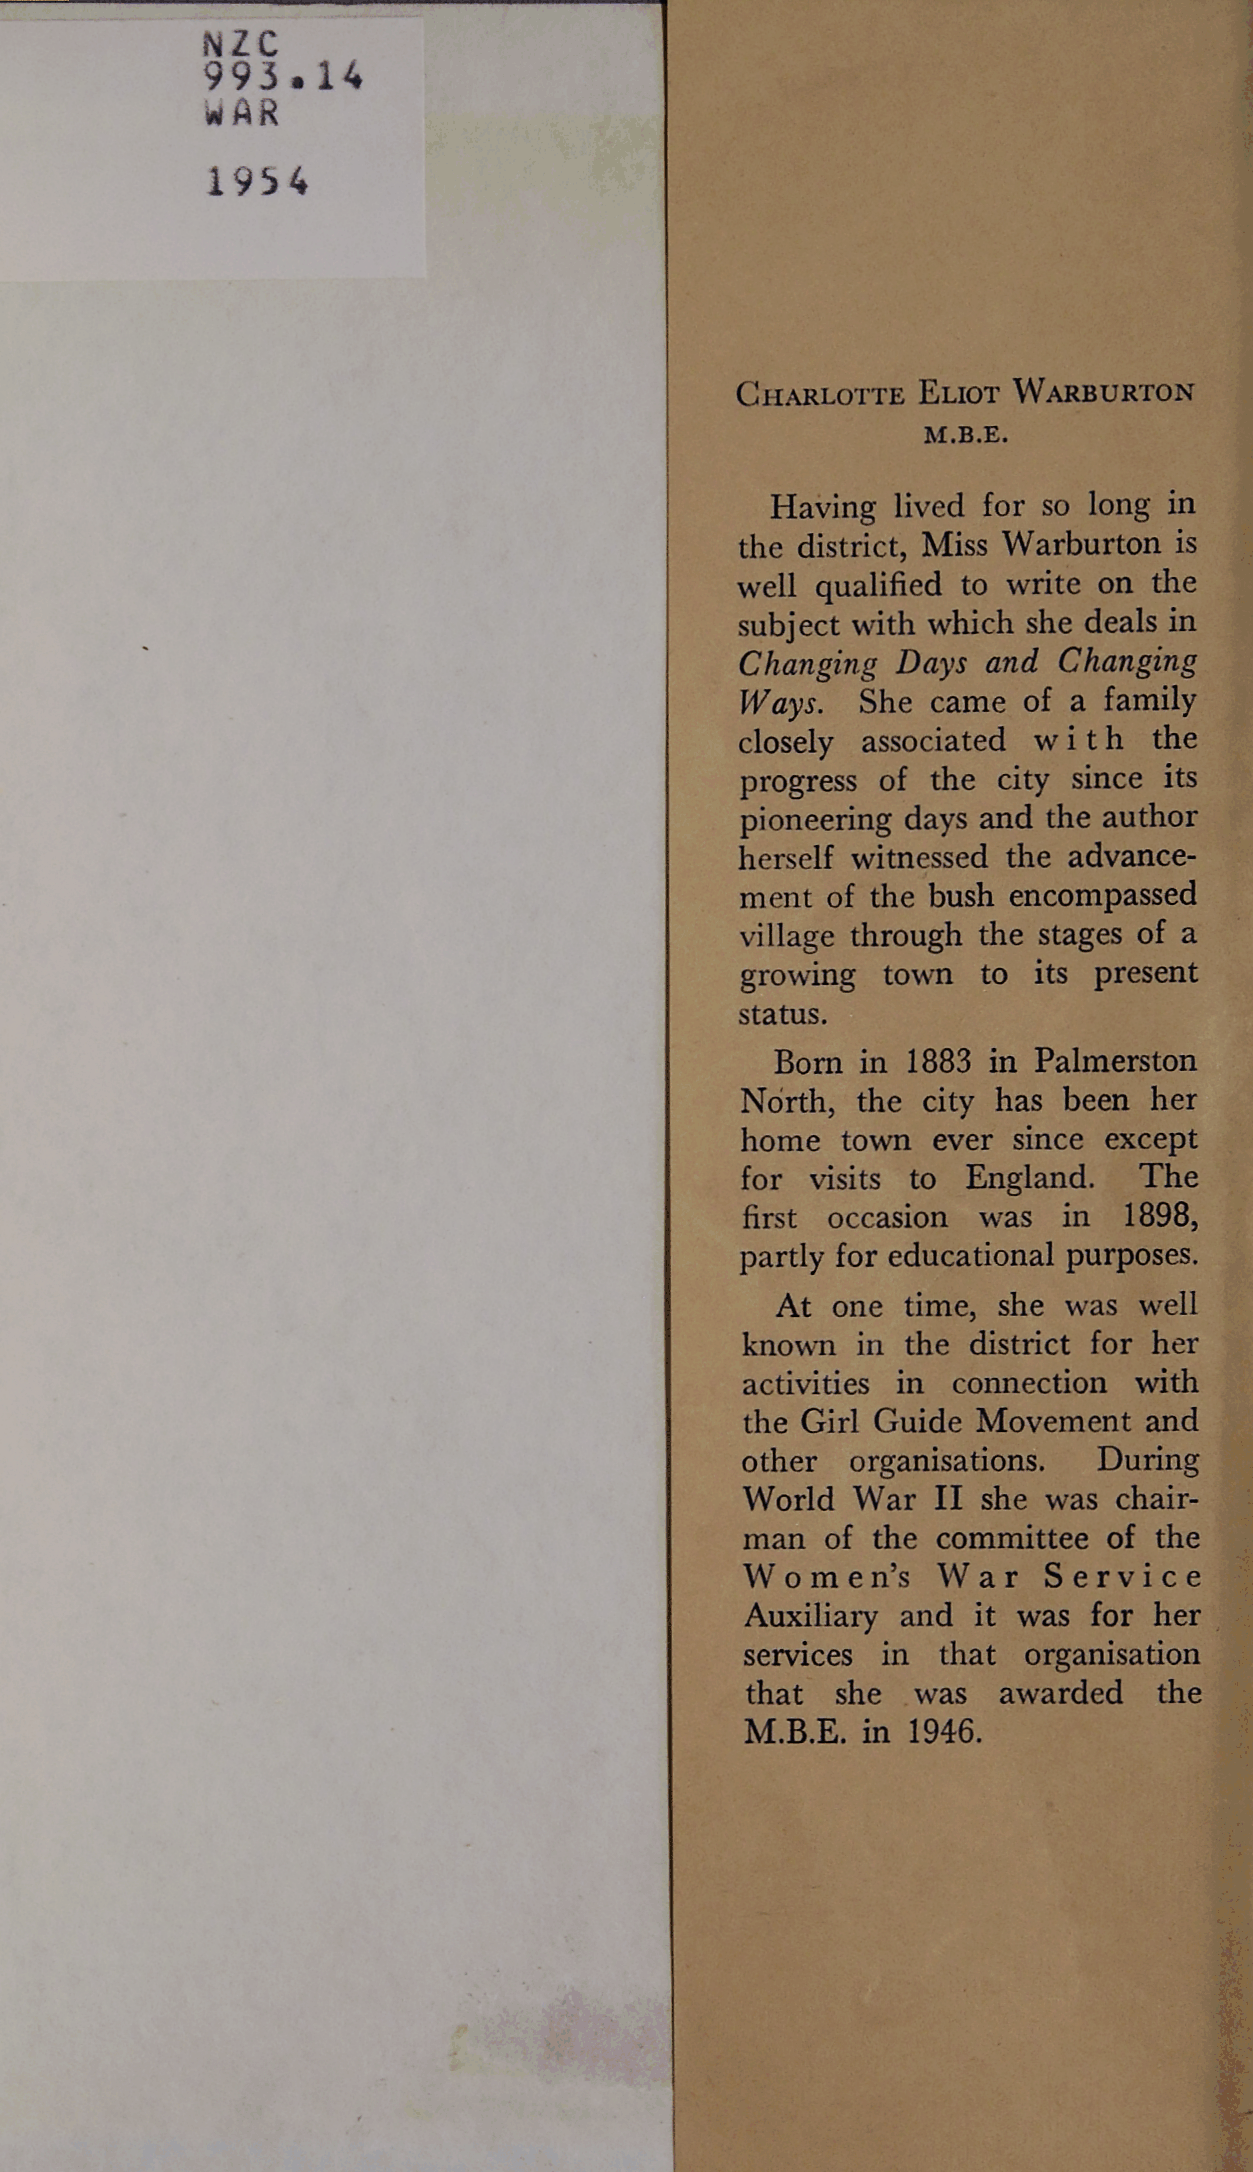 NZC
993.14
WAR
1954
CHARLOTTE ELIOT WARBURTON
M.B.E.
Having lived for so long in
the district, Miss Warburton is
well qualified to write on the
subject with which she deals in
Changing Days and Changing
Ways. She came of a family
closely associated with the
progress of the city since its
pioneering days and the author
herself witnessed the advance-
ment of the bush encompassed
village through the stages of a
growing town to its present
status.
Born in 1883 in Palmerston
North, the city has been her
home town ever since except
for visits to England. The
first occasion was in 1898,
partly for educational purposes.
At one time, she was well
known in the district for her
activities in connection with
the Girl Guide Movement and
other organisations. During
World War II she was chair-
man of the committee of the
Women's War Service
Auxiliary and it was for her
services in that organisation
that she was awarded the
M.B.E. in 1946.